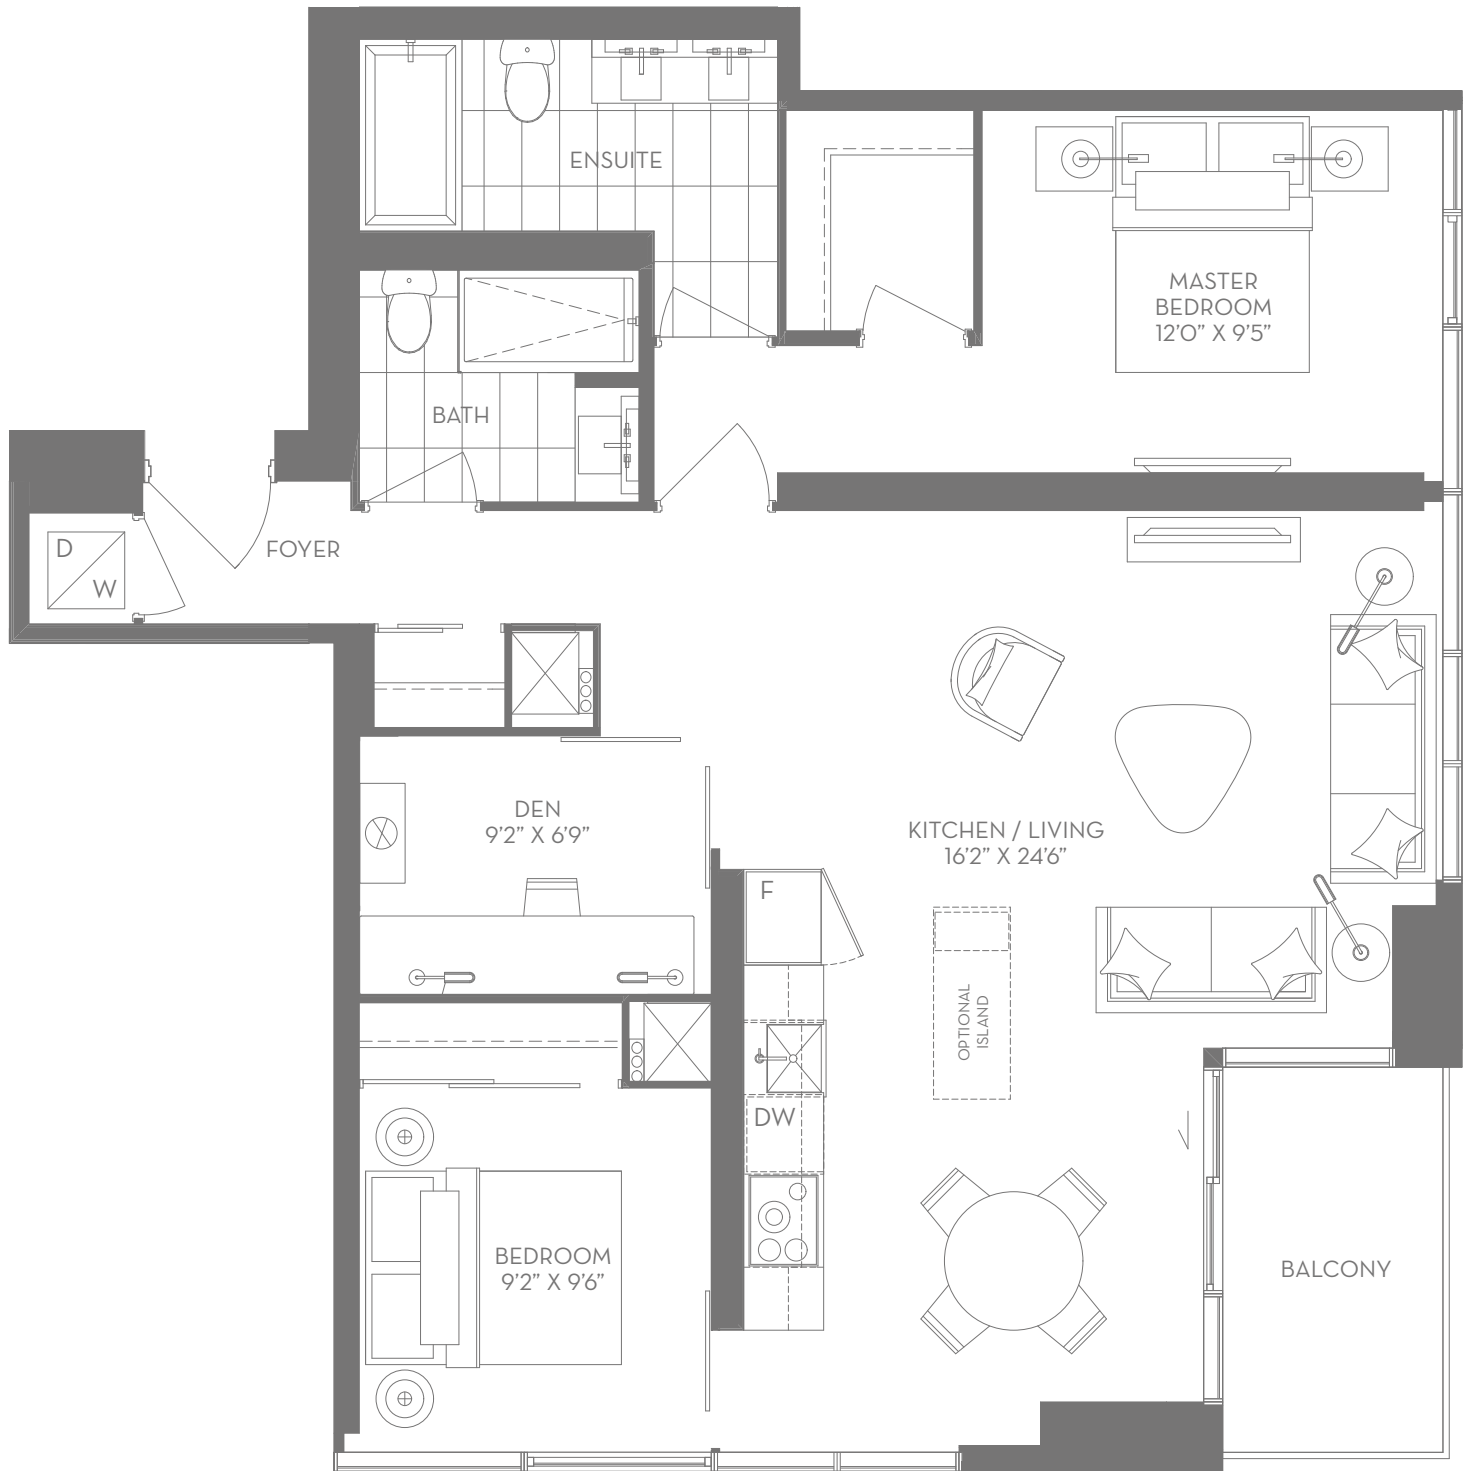 ENSUITE
MASTER
BEDROOM
12'0” X 9'5”
BATH
D
W
FOYER
DEN
9'2” X 6'9”
KITCHEN / LIVING
16'2” X 24'6”
F
OPTIONAL
ISLAND
DW
BEDROOM
9'2” X 9'6”
BALCONY